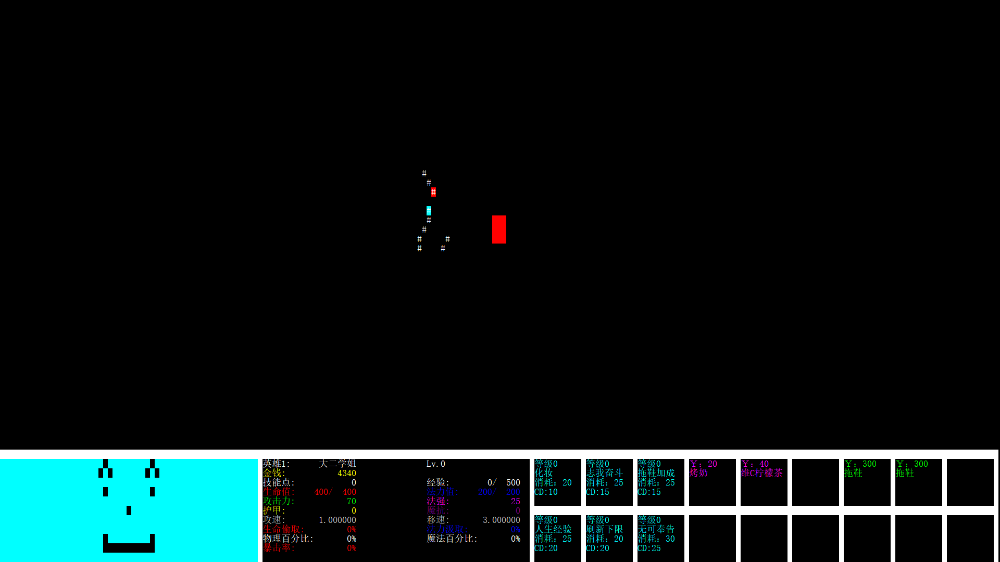 #
#
#
#
#
# #
# #
英雄1: 大二学姐 Lv.0
金钱: 4340
技能点: 0 经验: 0/ 500
生命值: 400/ 400 法力值: 200/ 200
攻击力: 70 法强: 25
护甲: 0 魔抗: 0
攻速: 1.000000 移速: 3.000000
生命偷取: 0% 法力汲取: 0%
物理百分比: 0% 魔法百分比: 0%
暴击率: 0%
等级0
化妆
消耗: 20
CD:10
等级0
志我奋斗
消耗: 25
CD:15
等级0
拖鞋加成
消耗: 25
CD:15
￥: 20
烤奶
￥: 40
维C柠檬茶
￥: 300
拖鞋
￥: 300
拖鞋
等级0
人生经验
消耗: 25
CD:20
等级0
刷新下限
消耗: 20
CD:20
等级0
无可奉告
消耗: 30
CD:25